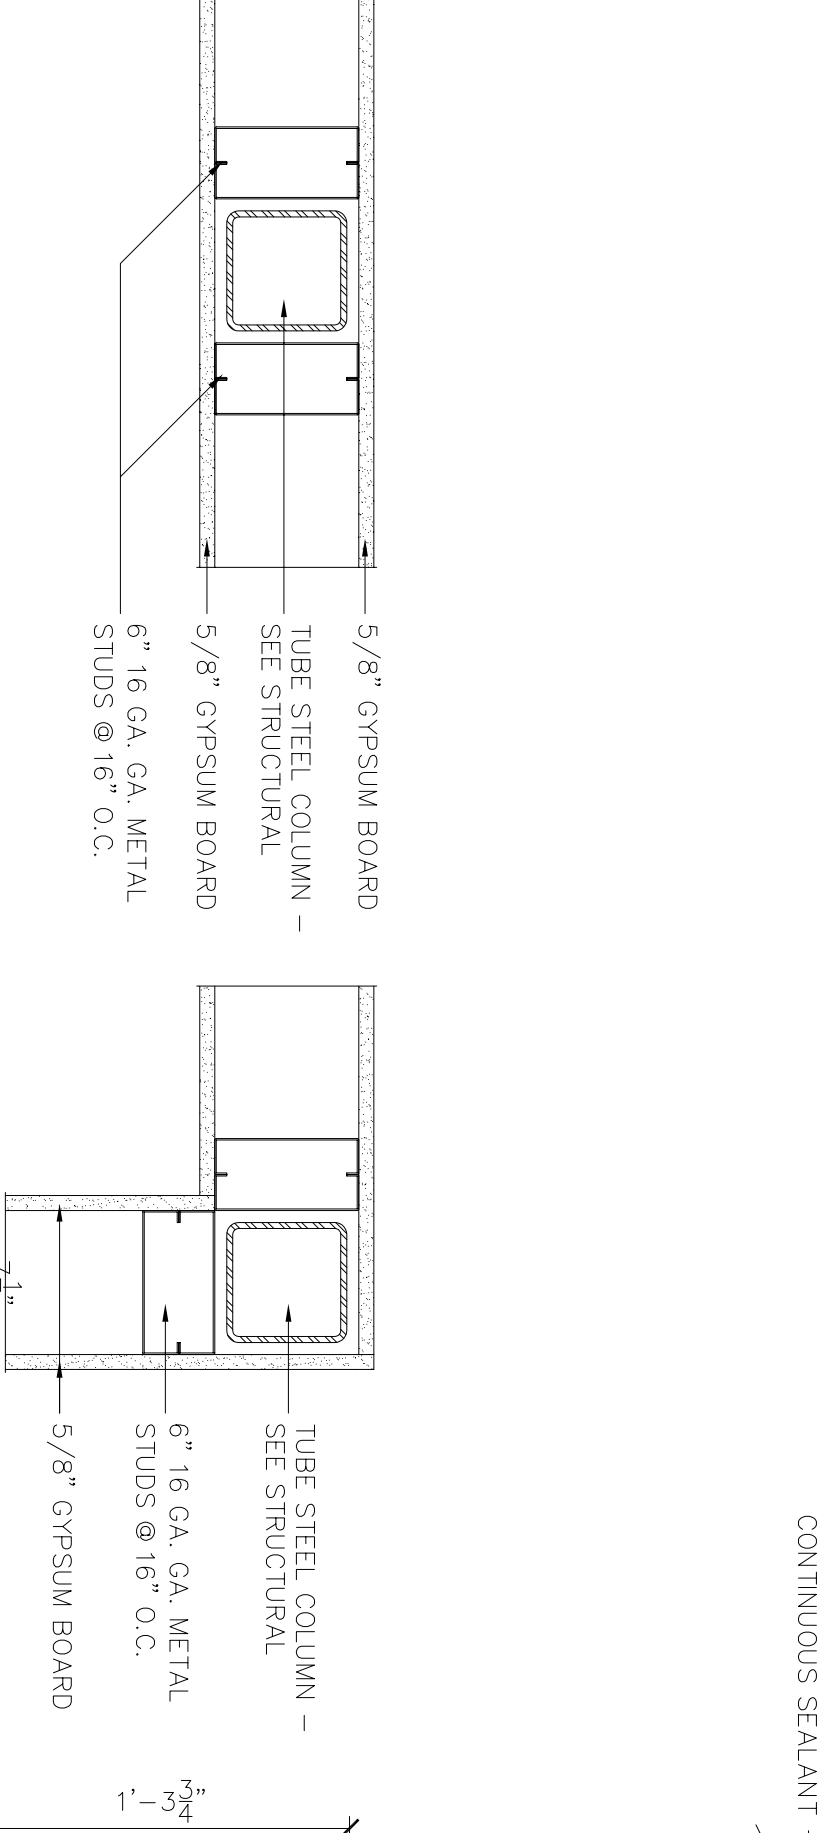 5/8" GYPSUM BOARD
TUBE STEEL COLUMN –
SEE STRUCTURAL
5/8" GYPSUM BOARD
6" 16 GA. GA. METAL
STUDS @ 16" O.C.
CONTINUOUS SEALANT
TUBE STEEL COLUMN –
SEE STRUCTURAL
6" 16 GA. GA. METAL
STUDS @ 16" O.C.
5/8" GYPSUM BOARD
1'–3 3/4"